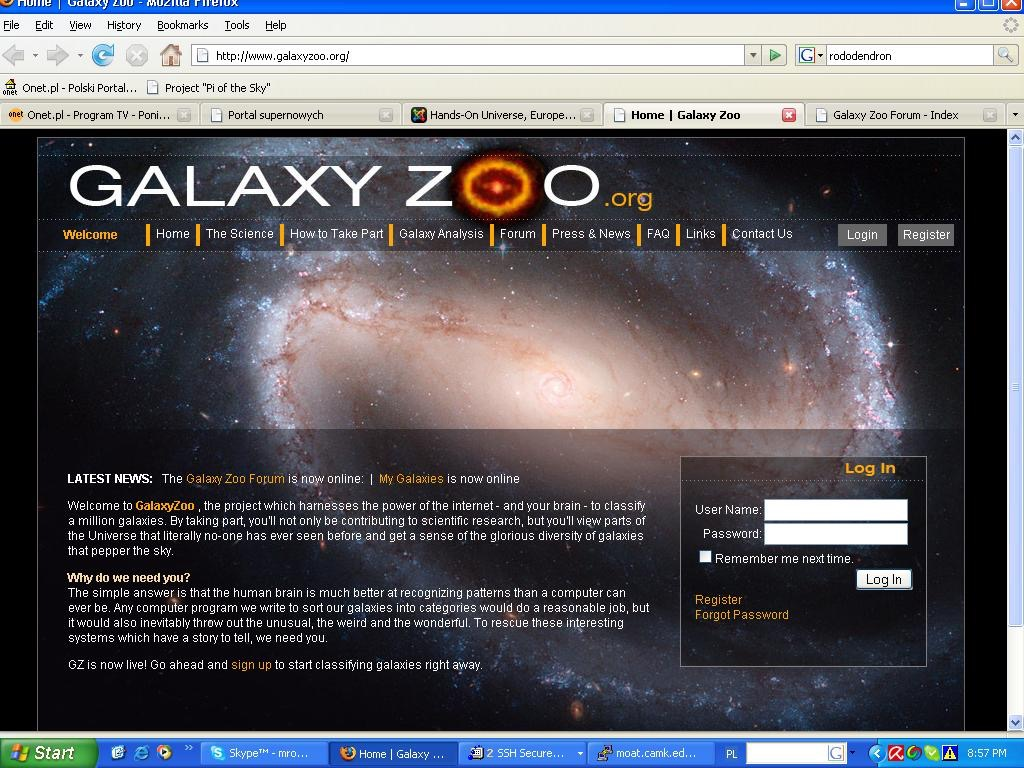 Home | Galaxy Zoo - Mozilla Firefox
File Edit View History Bookmarks Tools Help
http://www.galaxyzoo.org/ G rododendron
onet Onet.pl - Polski Portal... Project "Pi of the Sky"
onet Onet.pl - Program TV - Poni... Portal supernowych Hands-On Universe, Europe... Home | Galaxy Zoo Galaxy Zoo Forum - Index
GALAXY ZOO.org
Welcome Home The Science How to Take Part Galaxy Analysis Forum Press & News FAQ Links Contact Us Login Register
LATEST NEWS: The Galaxy Zoo Forum is now online: | My Galaxies is now online
Welcome to GalaxyZoo , the project which harnesses the power of the internet - and your brain - to classify
a million galaxies. By taking part, you'll not only be contributing to scientific research, but you'll view parts of
the Universe that literally no-one has ever seen before and get a sense of the glorious diversity of galaxies
that pepper the sky.
Why do we need you?
The simple answer is that the human brain is much better at recognizing patterns than a computer can
ever be. Any computer program we write to sort our galaxies into categories would do a reasonable job, but
it would also inevitably throw out the unusual, the weird and the wonderful. To rescue these interesting
systems which have a story to tell, we need you.
GZ is now live! Go ahead and sign up to start classifying galaxies right away.
Log In
User Name:
Password:
Remember me next time.
Log In
Register
Forgot Password
Start » Skype™ - mro... Home | Galaxy ... 2 SSH Secure... moat.camk.ed... PL G 8:57 PM